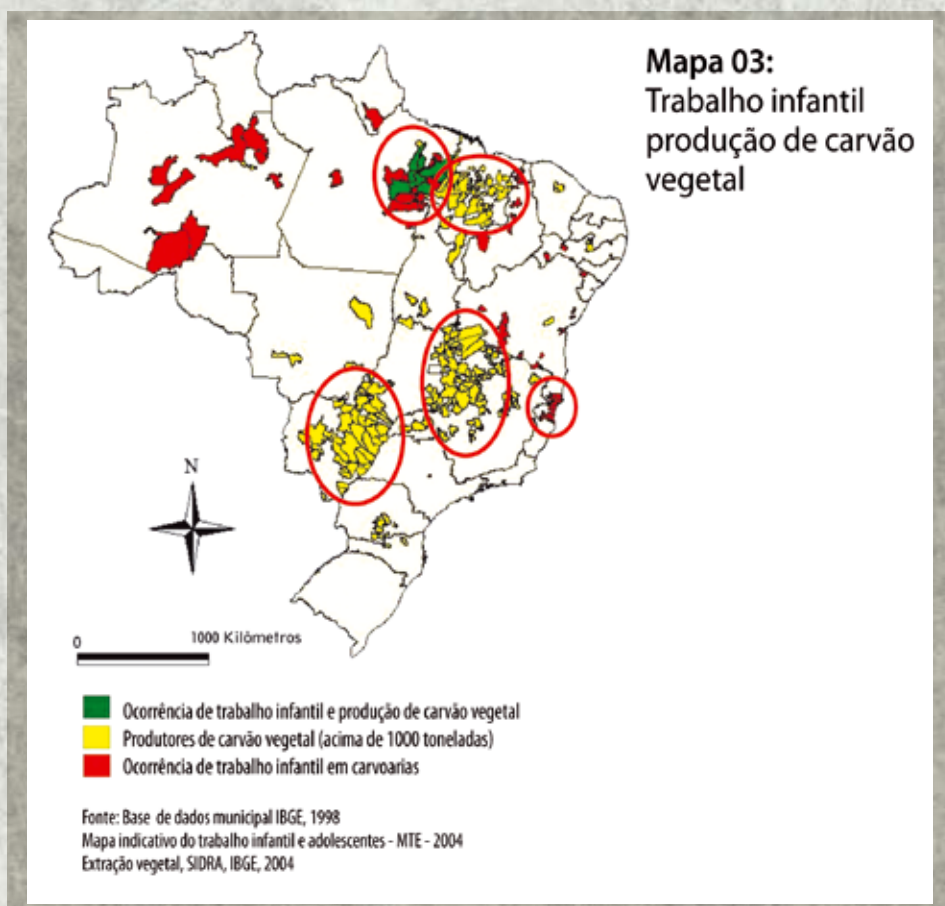 Mapa 03:
Trabalho infantil
produção de carvão
vegetal
N
0
1000 Kilômetros
Ocorrência de trabalho infantil e produção de carvão vegetal
Produtores de carvão vegetal (acima de 1000 toneladas)
Ocorrência de trabalho infantil em carvoarias
Fonte: Base de dados municipal IBGE, 1998
Mapa indicativo do trabalho infantil e adolescentes - MTE - 2004
Extração vegetal, SIDRA, IBGE, 2004